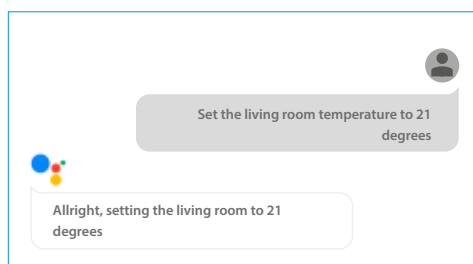 Set the living room temperature to 21
degrees
Allright, setting the living room to 21
degrees